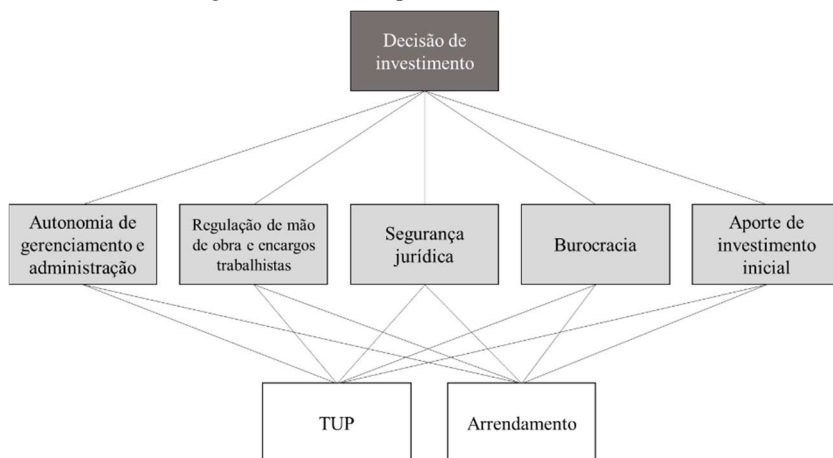 Decisão de
investimento
Autonomia de
gerenciamento e
administração
Regulação de mão
de obra e encargos
trabalhistas
Segurança
jurídica
Burocracia
Aporte de
investimento
inicial
TUP
Arrendamento